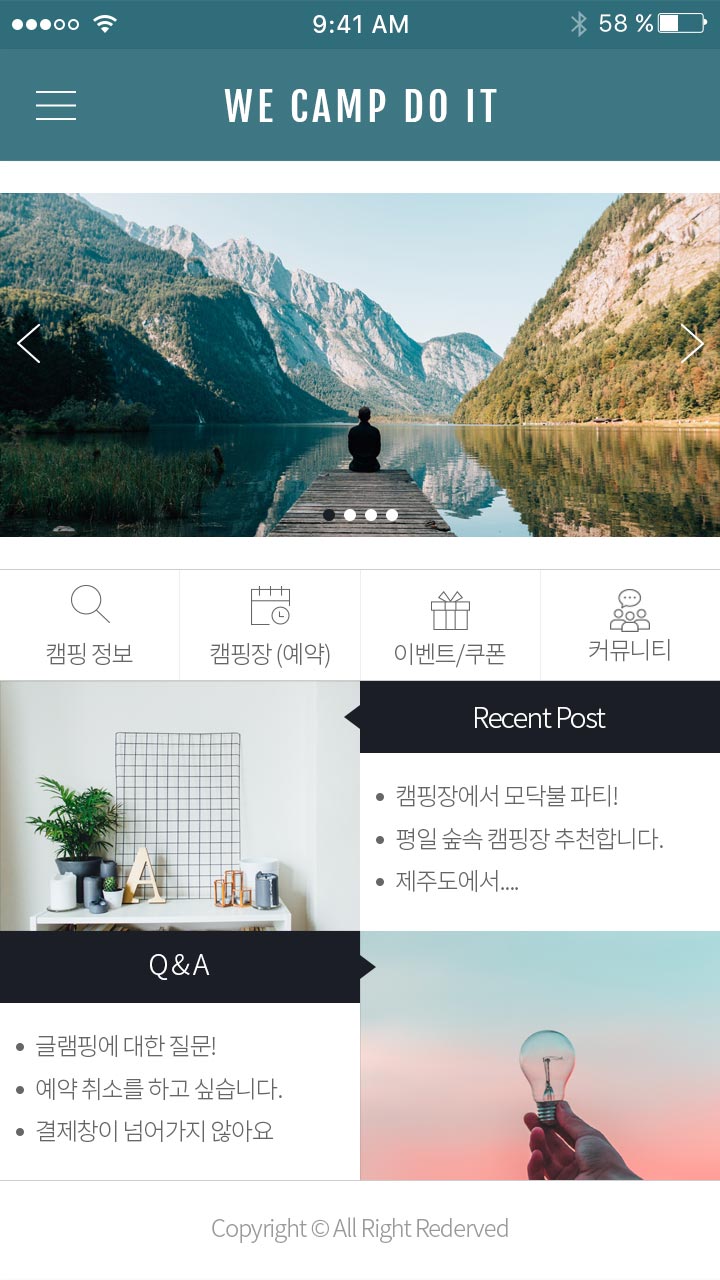 9:41 AM
58 %
WE CAMP DO IT
캠핑 정보
캠핑장 (예약)
이벤트/쿠폰
커뮤니티
Recent Post
캠핑장에서 모닥불 파티!
평일 숲속 캠핑장 추천합니다.
제주도에서....
A
Q&A
글램핑에 대한 질문!
예약 취소를 하고 싶습니다.
결제창이 넘어가지 않아요
Copyright © All Right Rederved